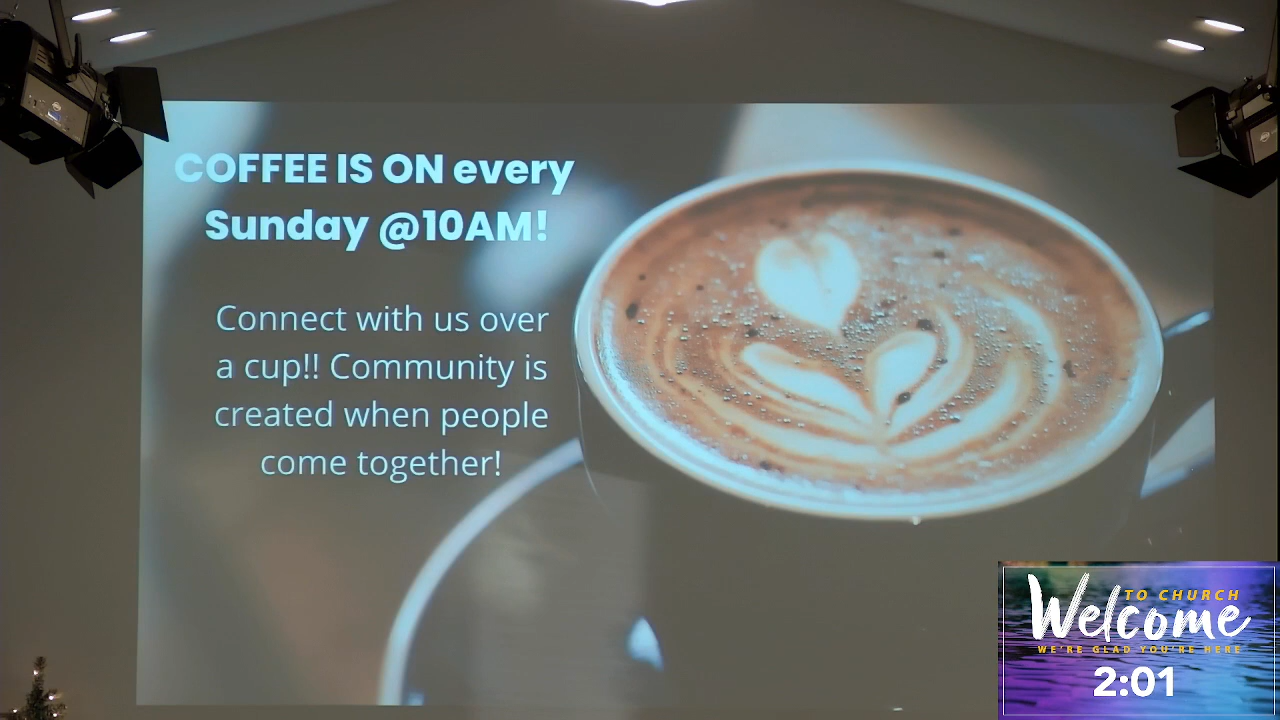 COFFEE IS ON every
Sunday @10AM!
Connect with us over
a cup!! Community is
created when people
come together!
TO CHURCH
Welcome
WE'RE GLAD YOU'RE HERE
2:01